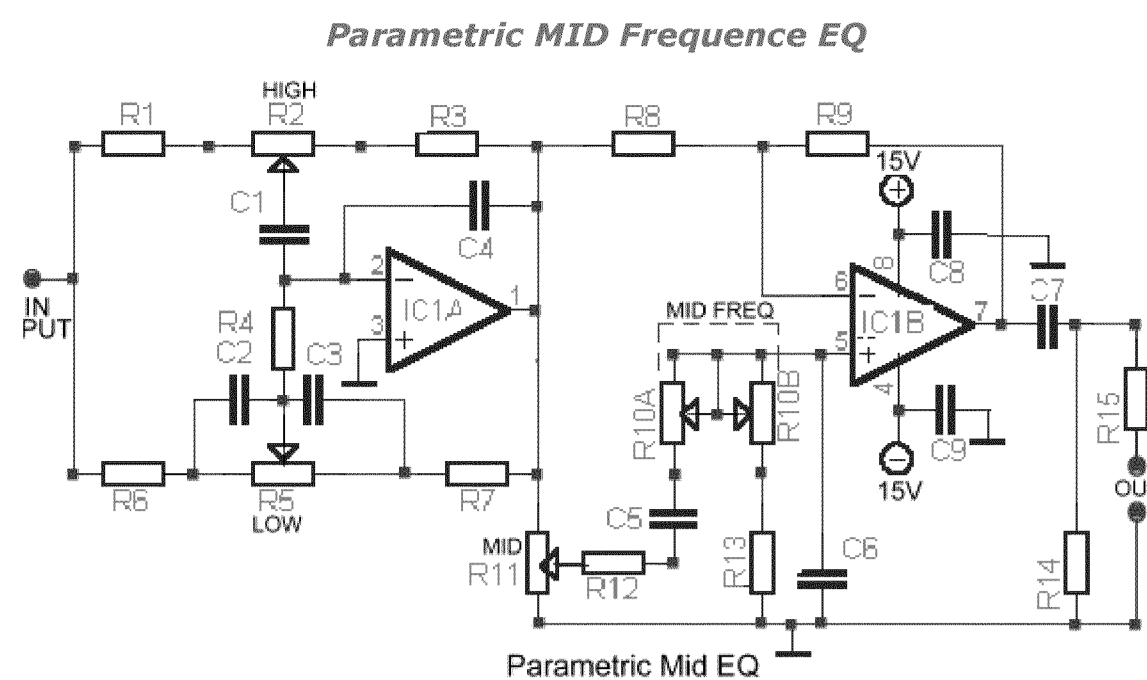 Parametric MID Frequence EQ
HIGH
R1
R2
R3
R8
R9
15V
C1
C4
C8
8
C7
2
IC1A
1
3
6
IC1B
7
5
4
IN
PUT
R4
C2
C3
MID FREQ
R10A
R10B
C9
15V
R15
OU
R6
R5
R7
LOW
MID
R11
R12
C5
R13
C6
R14
Parametric Mid EQ